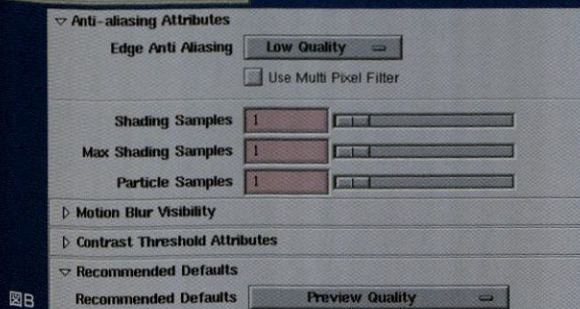 Anti-aliasing Attributes
Edge Anti Aliasing Low Quality
Use Multi Pixel Filter
Shading Samples 1
Max Shading Samples 1
Particle Samples 1
Motion Blur Visibility
Contrast Threshold Attributes
Recommended Defaults
図B Recommended Defaults Preview Quality